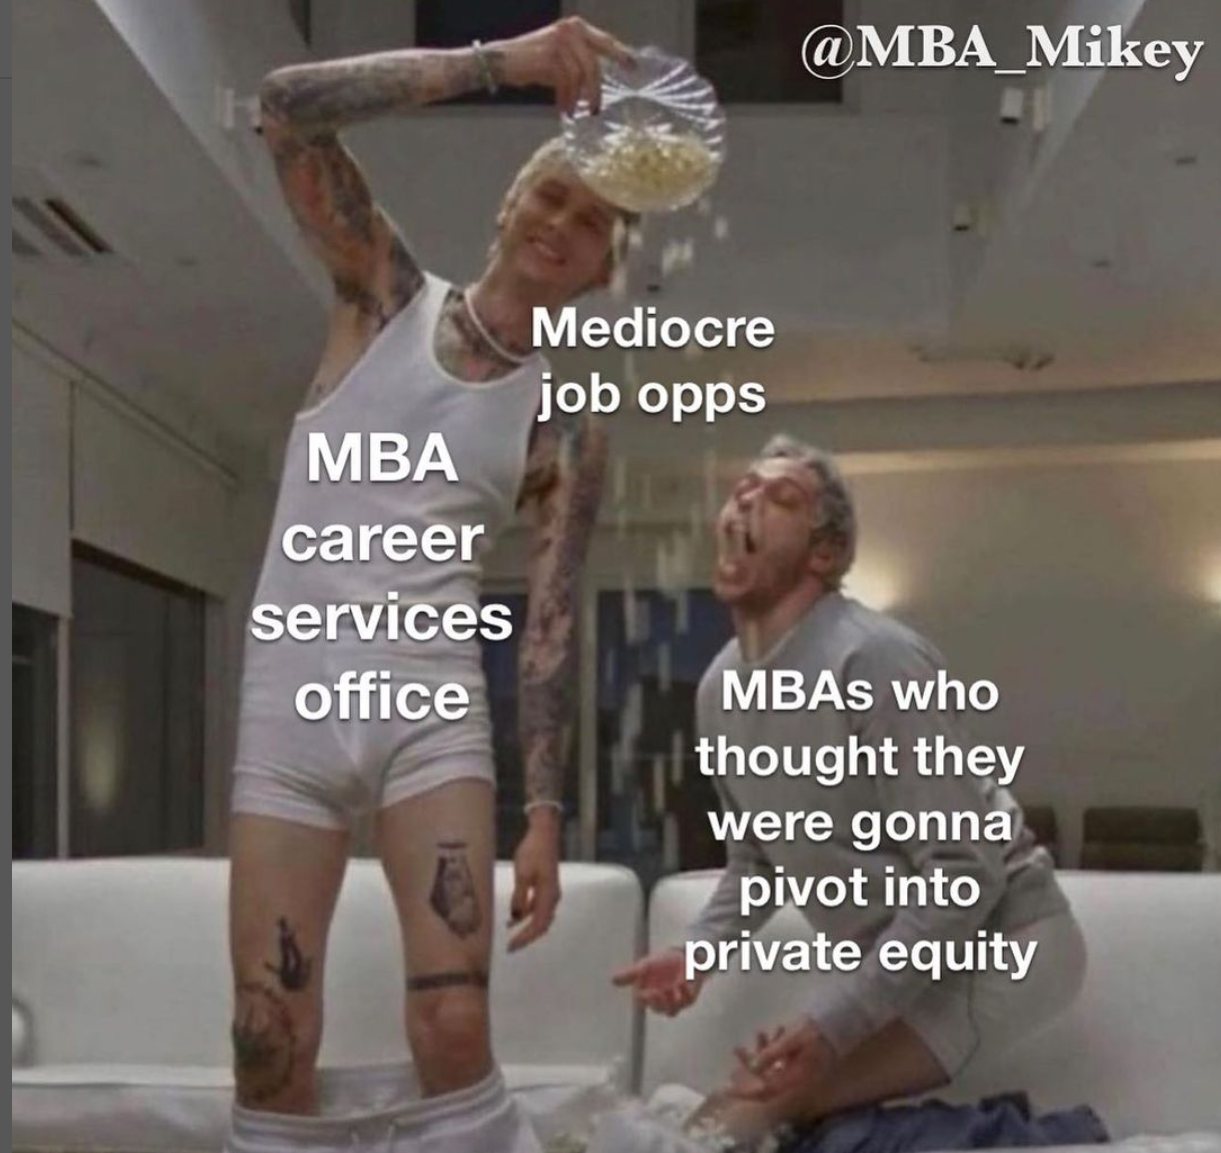 @MBA_Mikey
Mediocre
job opps
MBA
career
services
office
MBAs who
thought they
were gonna
pivot into
private equity